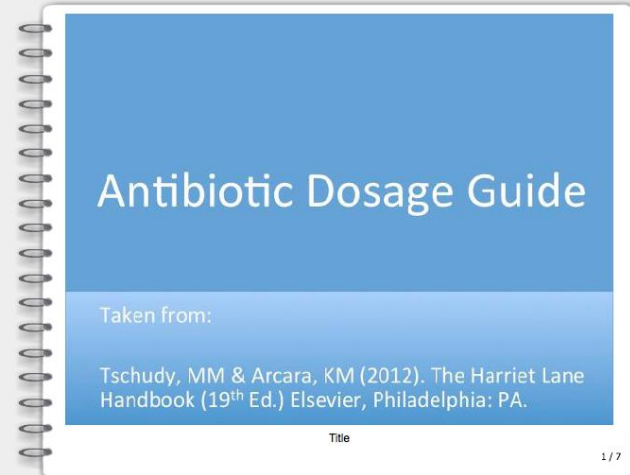 Antibiotic Dosage Guide
Taken from:
Tschudy, MM & Arcara, KM (2012). The Harriet Lane
Handbook (19th Ed.) Elsevier, Philadelphia: PA.
Title
1 / 7